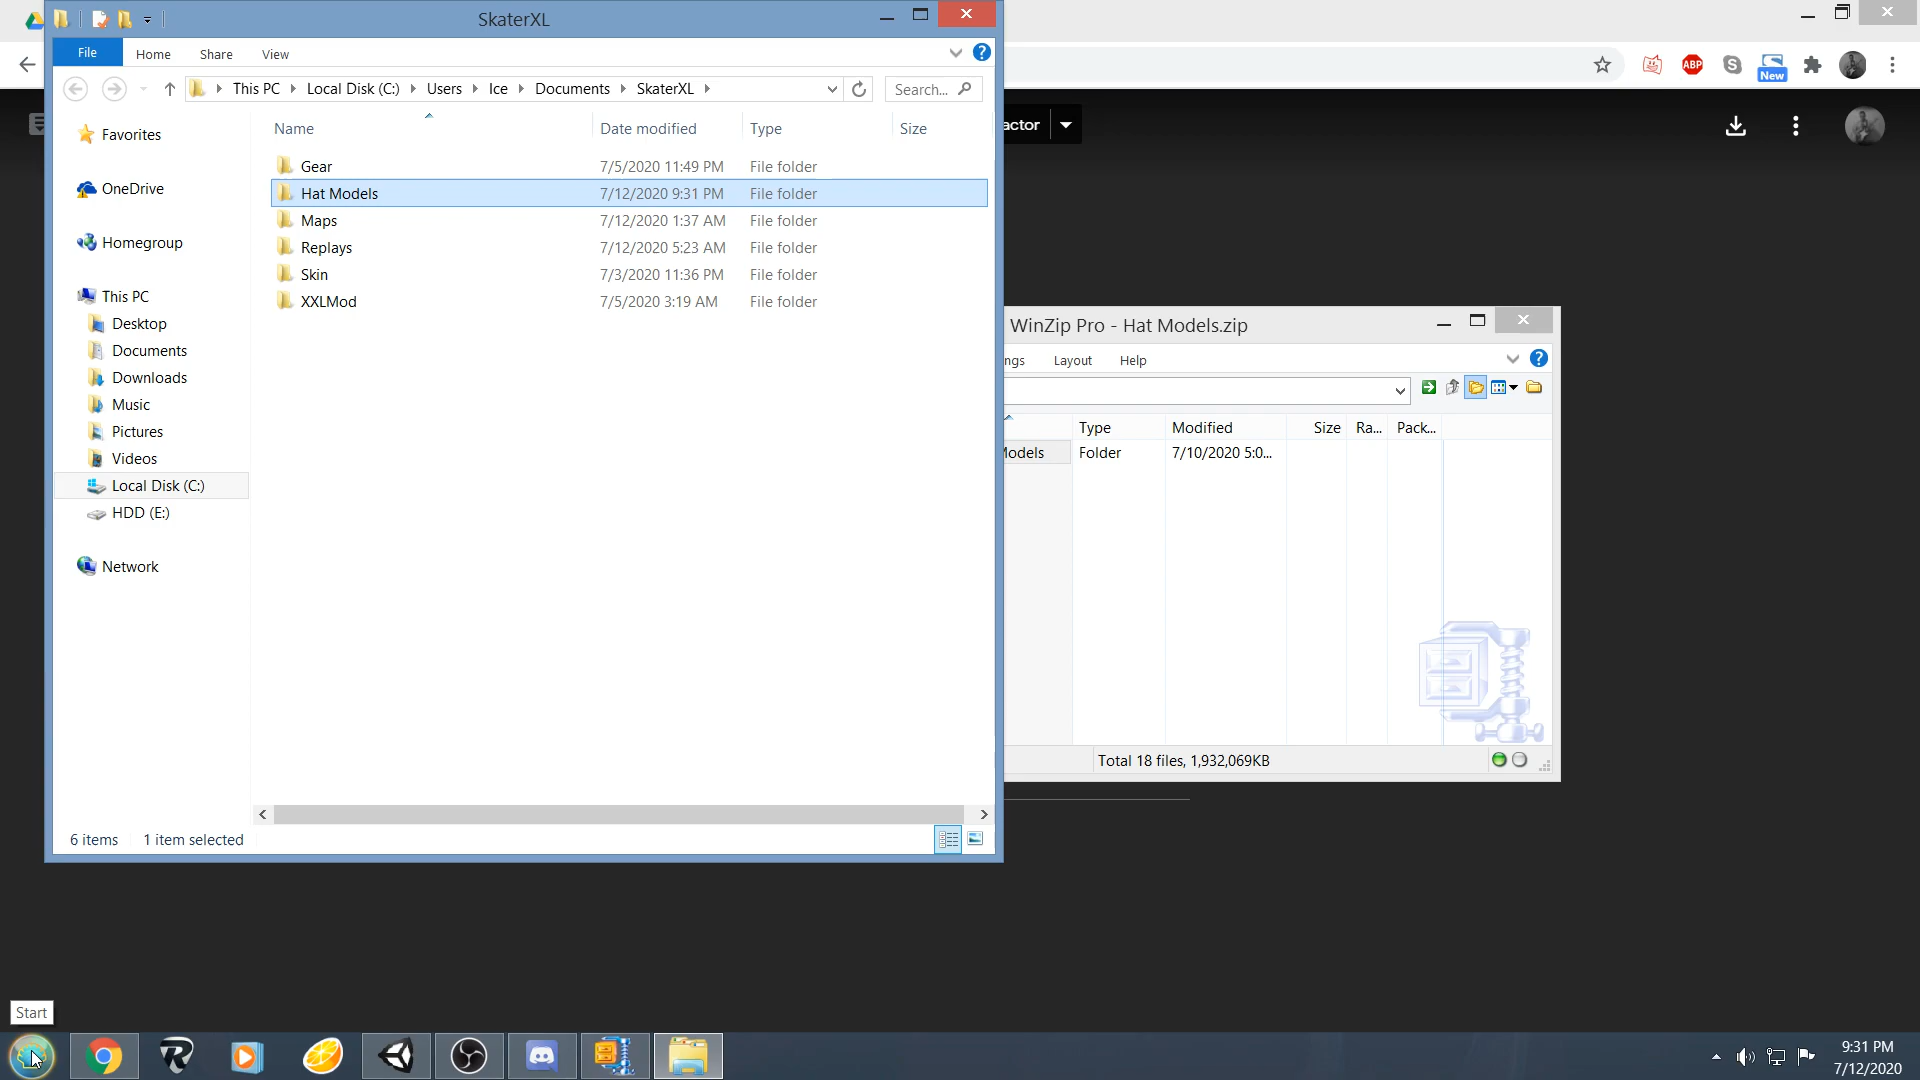 SkaterXL
File Home Share View
This PC Local Disk (C:) Users Ice Documents SkaterXL
Search...
ABP
New
actor
Favorites
OneDrive
Homegroup
This PC
Desktop
Documents
Downloads
Music
Pictures
Videos
Local Disk (C:)
HDD (E:)
Network
Name Date modified Type Size
Gear 7/5/2020 11:49 PM File folder
Hat Models 7/12/2020 9:31 PM File folder
Maps 7/12/2020 1:37 AM File folder
Replays 7/12/2020 5:23 AM File folder
Skin 7/3/2020 11:36 PM File folder
XXLMod 7/5/2020 3:19 AM File folder
6 items 1 item selected
WinZip Pro - Hat Models.zip
ngs Layout Help
Type Modified Size Ra... Pack...
Models Folder 7/10/2020 5:0...
Total 18 files, 1,932,069KB
Start
9:31 PM
7/12/2020